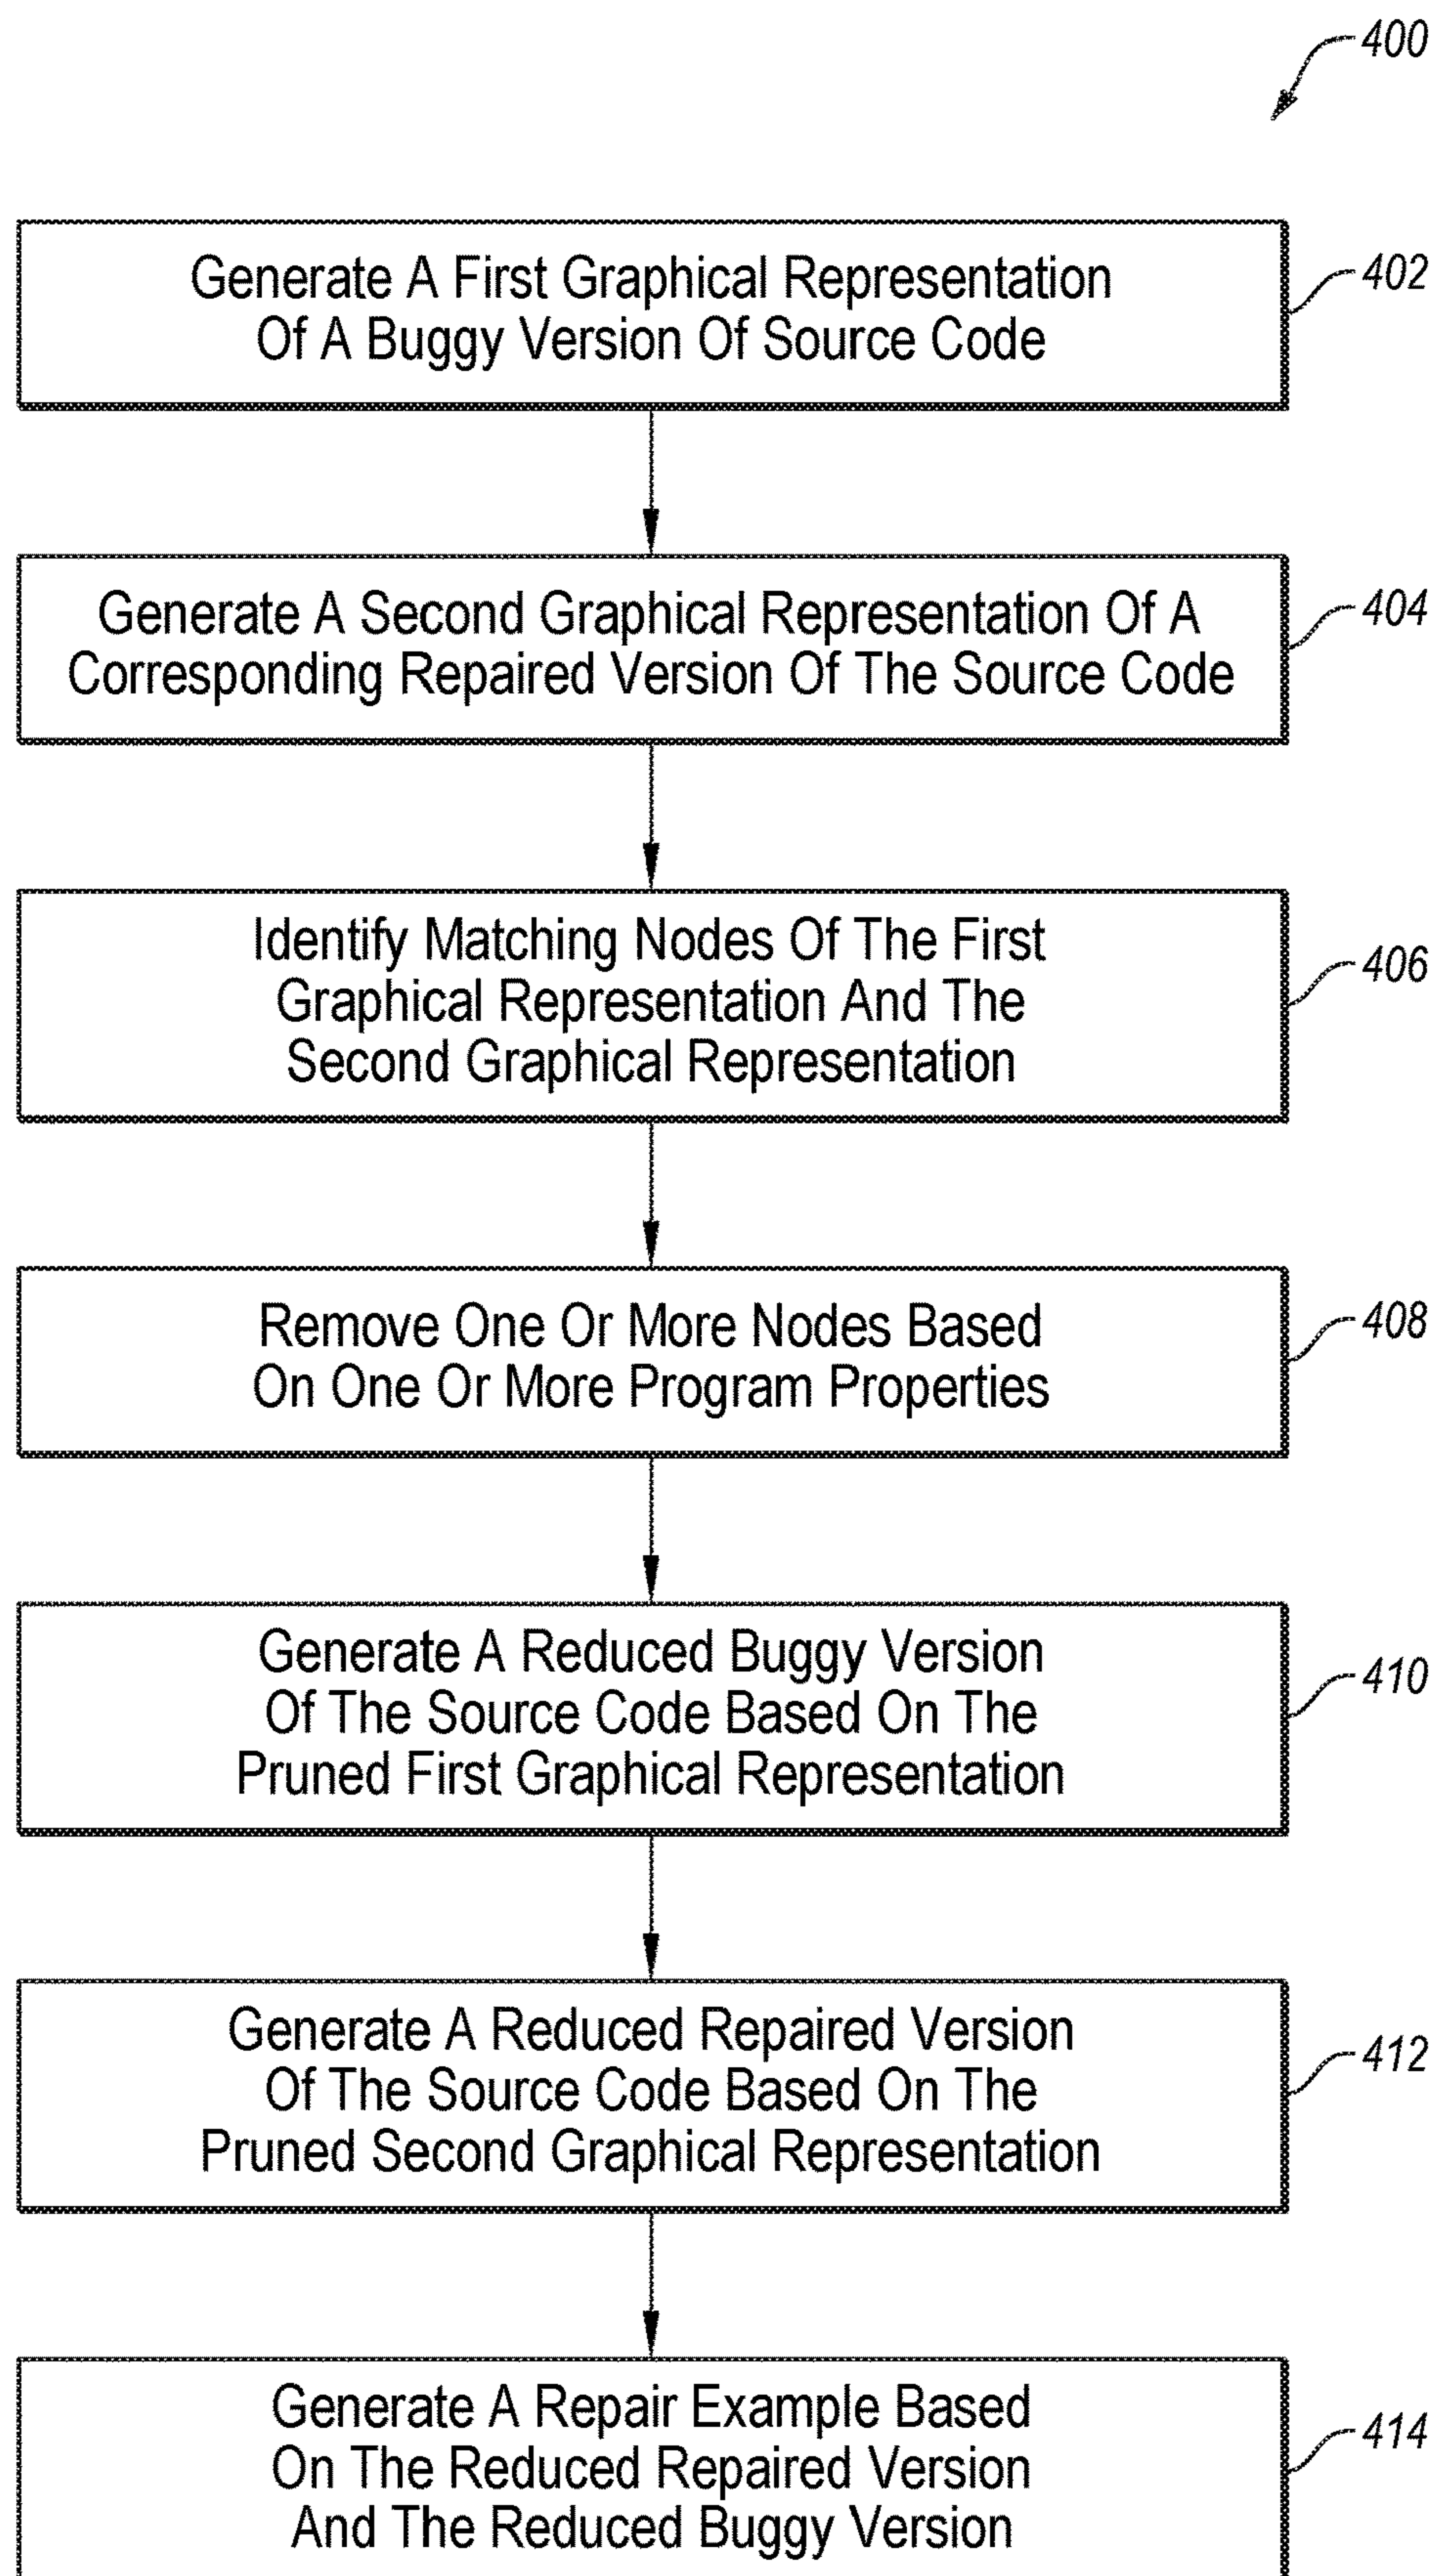 400
Generate A First Graphical Representation
Of A Buggy Version Of Source Code
402
Generate A Second Graphical Representation Of A
Corresponding Repaired Version Of The Source Code
404
Identify Matching Nodes Of The First
Graphical Representation And The
Second Graphical Representation
406
Remove One Or More Nodes Based
On One Or More Program Properties
408
Generate A Reduced Buggy Version
Of The Source Code Based On The
Pruned First Graphical Representation
410
Generate A Reduced Repaired Version
Of The Source Code Based On The
Pruned Second Graphical Representation
412
Generate A Repair Example Based
On The Reduced Repaired Version
And The Reduced Buggy Version
414